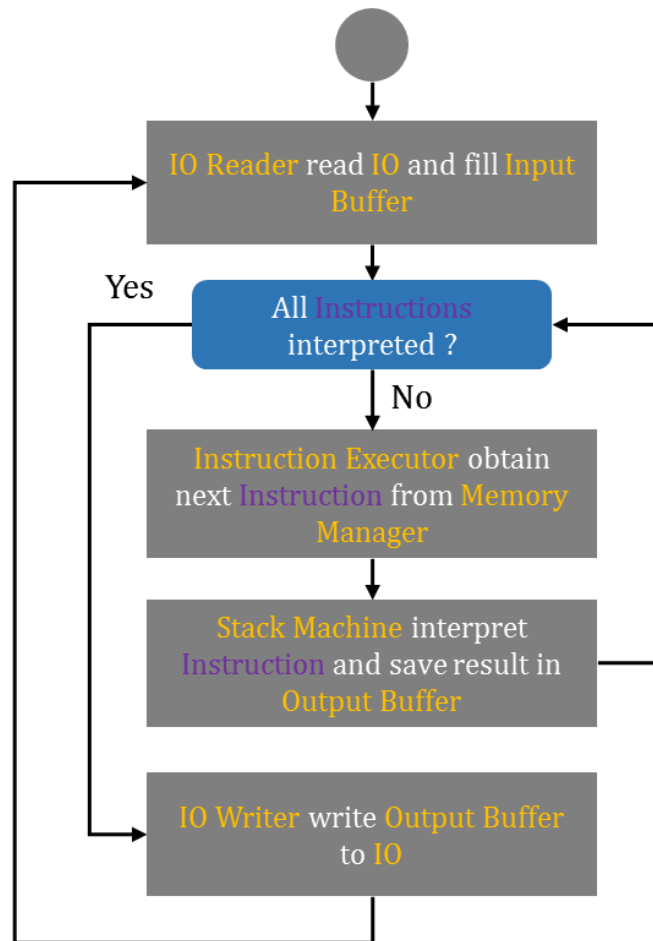 IO Reader read IO and fill Input
Buffer
Yes
All Instructions
interpreted ?
No
Instruction Executor obtain
next Instruction from Memory
Manager
Stack Machine interpret
Instruction and save result in
Output Buffer
IO Writer write Output Buffer
to IO